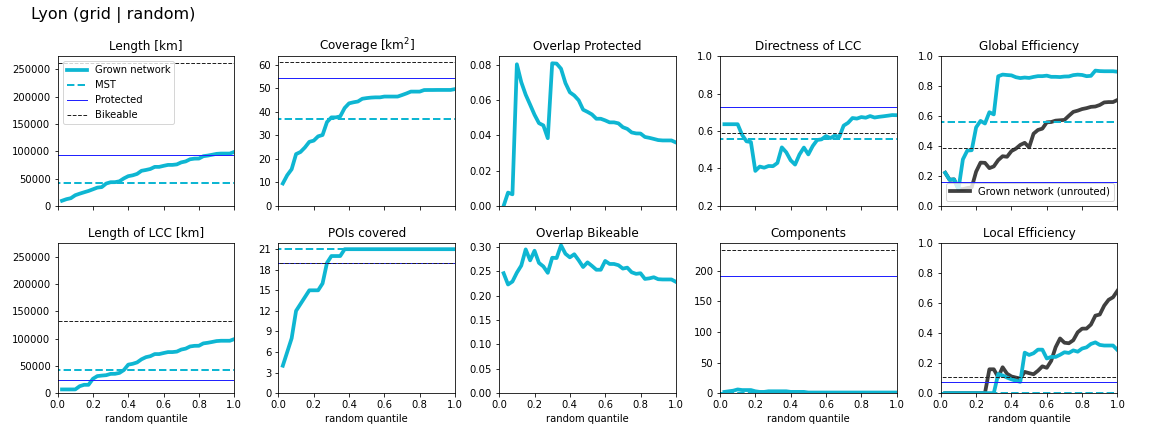 Lyon (grid | random)
Length [km]
250000
200000
150000
100000
50000
0
Grown network
MST
Protected
Bikeable
Coverage [km²]
60
50
40
30
20
10
0
Overlap Protected
0.08
0.06
0.04
0.02
0.00
Directness of LCC
1.0
0.8
0.6
0.4
0.2
Global Efficiency
1.0
0.8
0.6
0.4
0.2
0.0
Grown network (unrouted)
Length of LCC [km]
250000
200000
150000
100000
50000
0
0.0 0.2 0.4 0.6 0.8 1.0
random quantile
POIs covered
21
18
15
12
9
6
3
0.0 0.2 0.4 0.6 0.8 1.0
random quantile
Overlap Bikeable
0.30
0.25
0.20
0.15
0.10
0.05
0.00
0.0 0.2 0.4 0.6 0.8 1.0
random quantile
Components
200
150
100
50
0
0.0 0.2 0.4 0.6 0.8 1.0
random quantile
Local Efficiency
1.0
0.8
0.6
0.4
0.2
0.0
0.0 0.2 0.4 0.6 0.8 1.0
random quantile